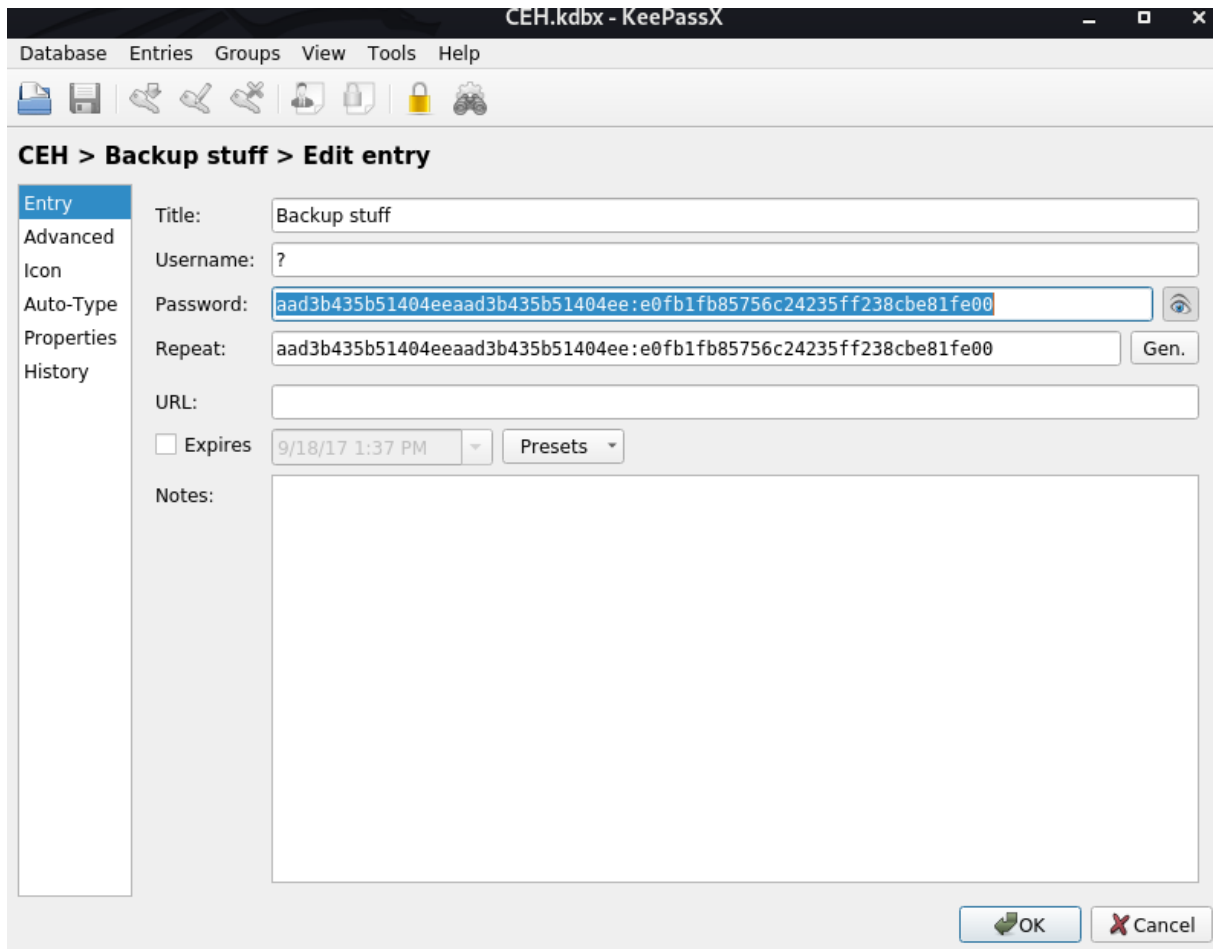 CEH.kdbx - KeePassX
Database Entries Groups View Tools Help
CEH > Backup stuff > Edit entry
Entry
Advanced
Icon
Auto-Type
Properties
History
Title: Backup stuff
Username: ?
Password: aad3b435b51404eeaad3b435b51404ee:e0fb1fb85756c24235ff238cbe81fe00
Repeat: aad3b435b51404eeaad3b435b51404ee:e0fb1fb85756c24235ff238cbe81fe00 Gen.
URL:
Expires 9/18/17 1:37 PM Presets
Notes:
OK Cancel